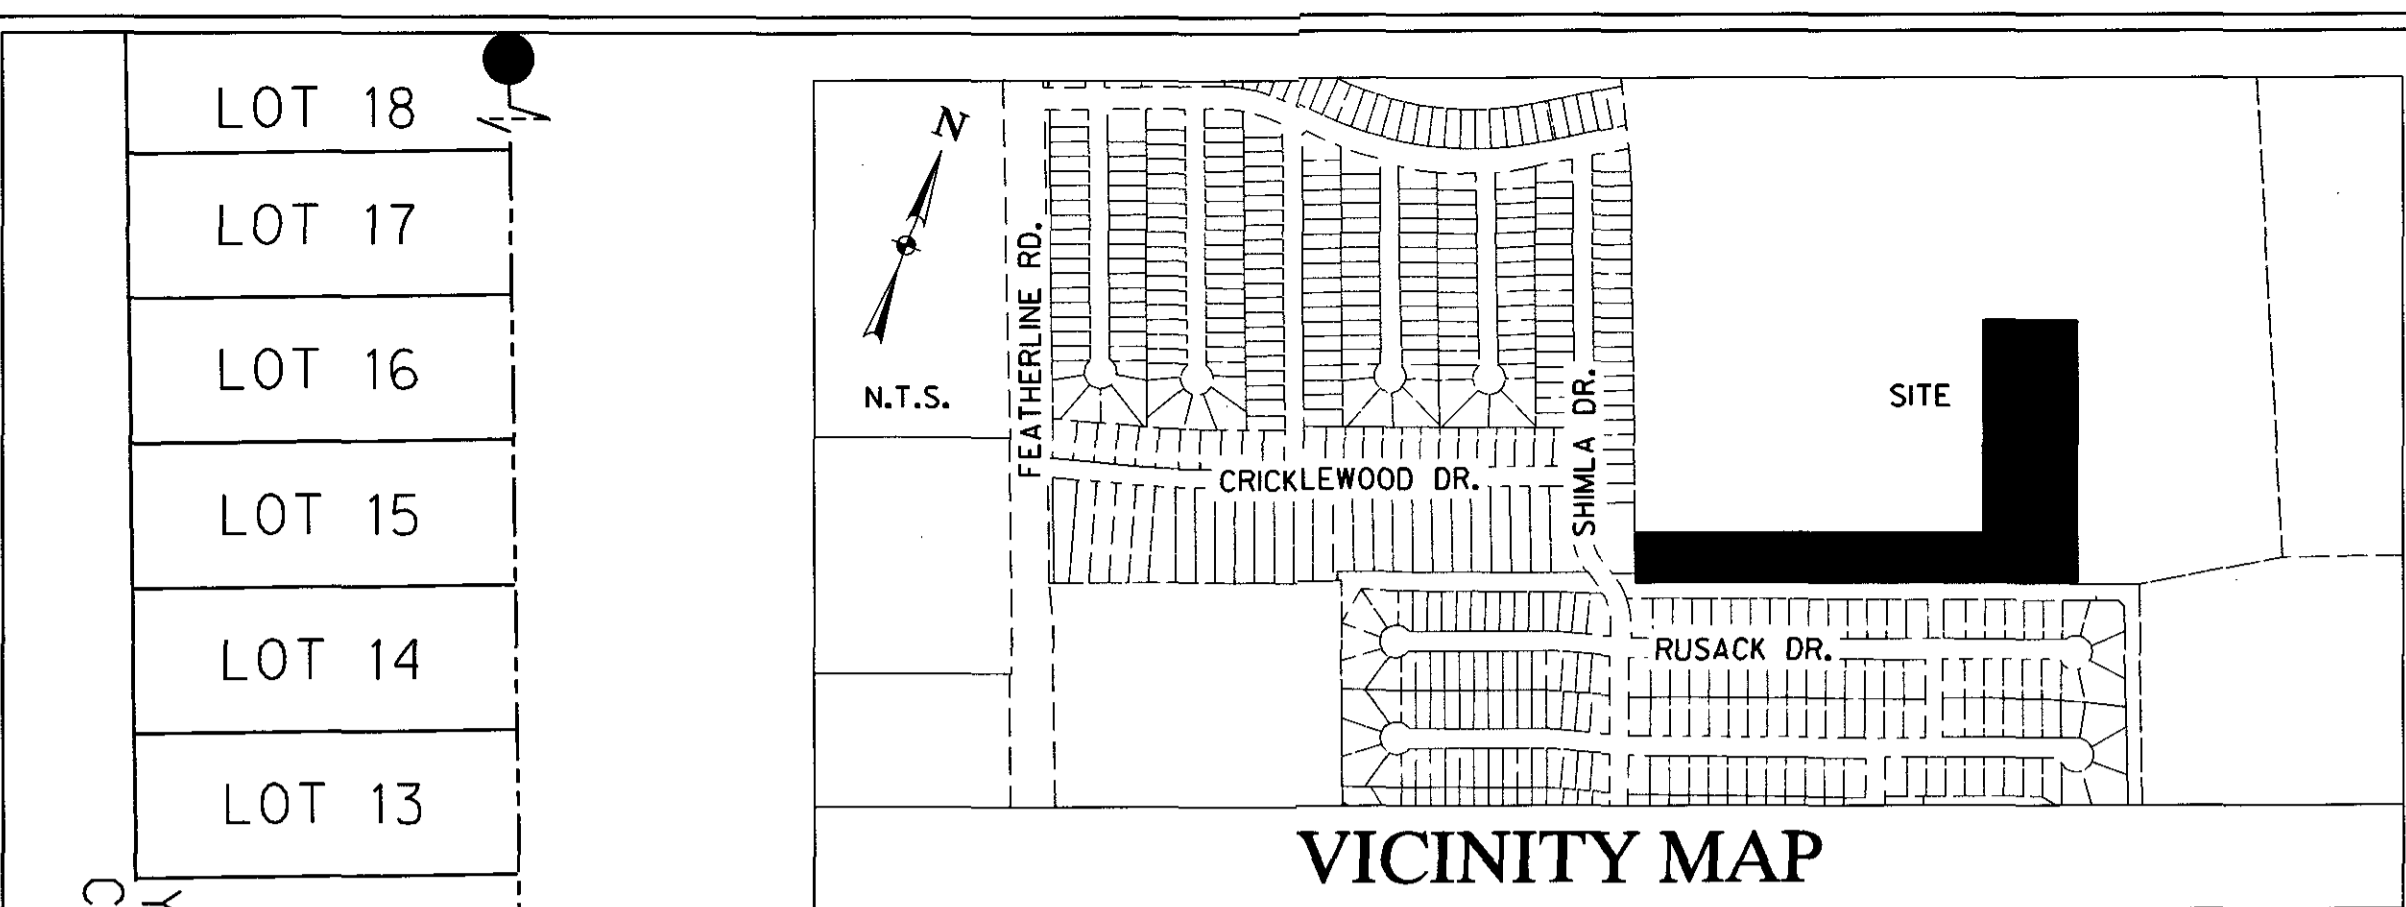 LOT 18
LOT 17
LOT 16
LOT 15
LOT 14
LOT 13
C
Y
N
N.T.S.
FEATHERLINE RD.
CRICKLEWOOD DR.
SHIMLA DR.
SITE
RUSACK DR.
VICINITY MAP